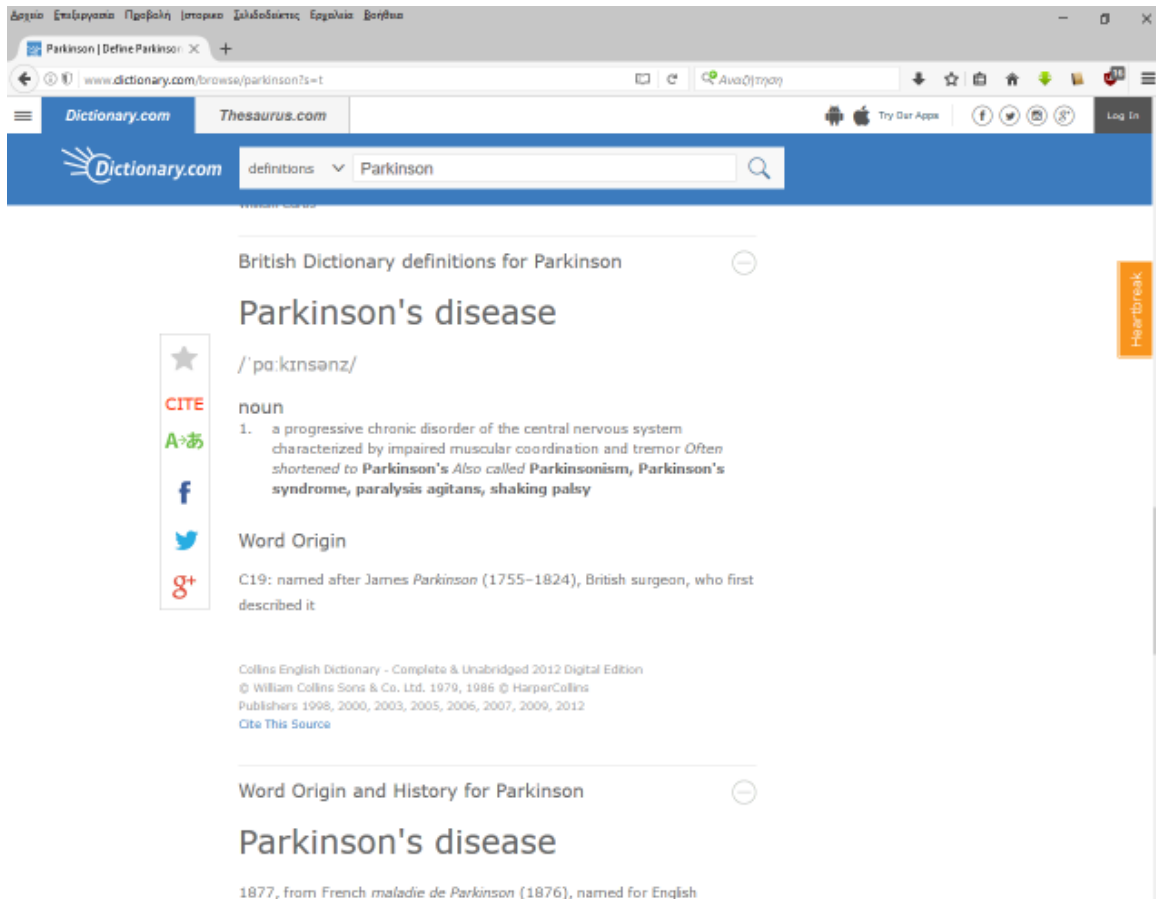 Αρχείο Επεξεργασία Προβολή Ιστορικό Σελιδοδείκτες Εργαλεία Βοήθεια
Parkinson | Define Parkinson
www.dictionary.com/browse/parkinson?s=t
Αναζήτηση
Dictionary.com Thesaurus.com Try Our Apps Log In
Dictionary.com definitions Parkinson
William Curtis
British Dictionary definitions for Parkinson
Parkinson's disease
/ˈpɑːkɪnsənz/
Heartbreak
CITE
A→あ
noun
1. a progressive chronic disorder of the central nervous system
characterized by impaired muscular coordination and tremor Often
shortened to Parkinson's Also called Parkinsonism, Parkinson's
syndrome, paralysis agitans, shaking palsy
Word Origin
g+
C19: named after James Parkinson (1755–1824), British surgeon, who first
described it
Collins English Dictionary - Complete & Unabridged 2012 Digital Edition
© William Collins Sons & Co. Ltd. 1979, 1986 © HarperCollins
Publishers 1998, 2000, 2003, 2005, 2006, 2007, 2009, 2012
Cite This Source
Word Origin and History for Parkinson
Parkinson's disease
1877, from French maladie de Parkinson (1876), named for English